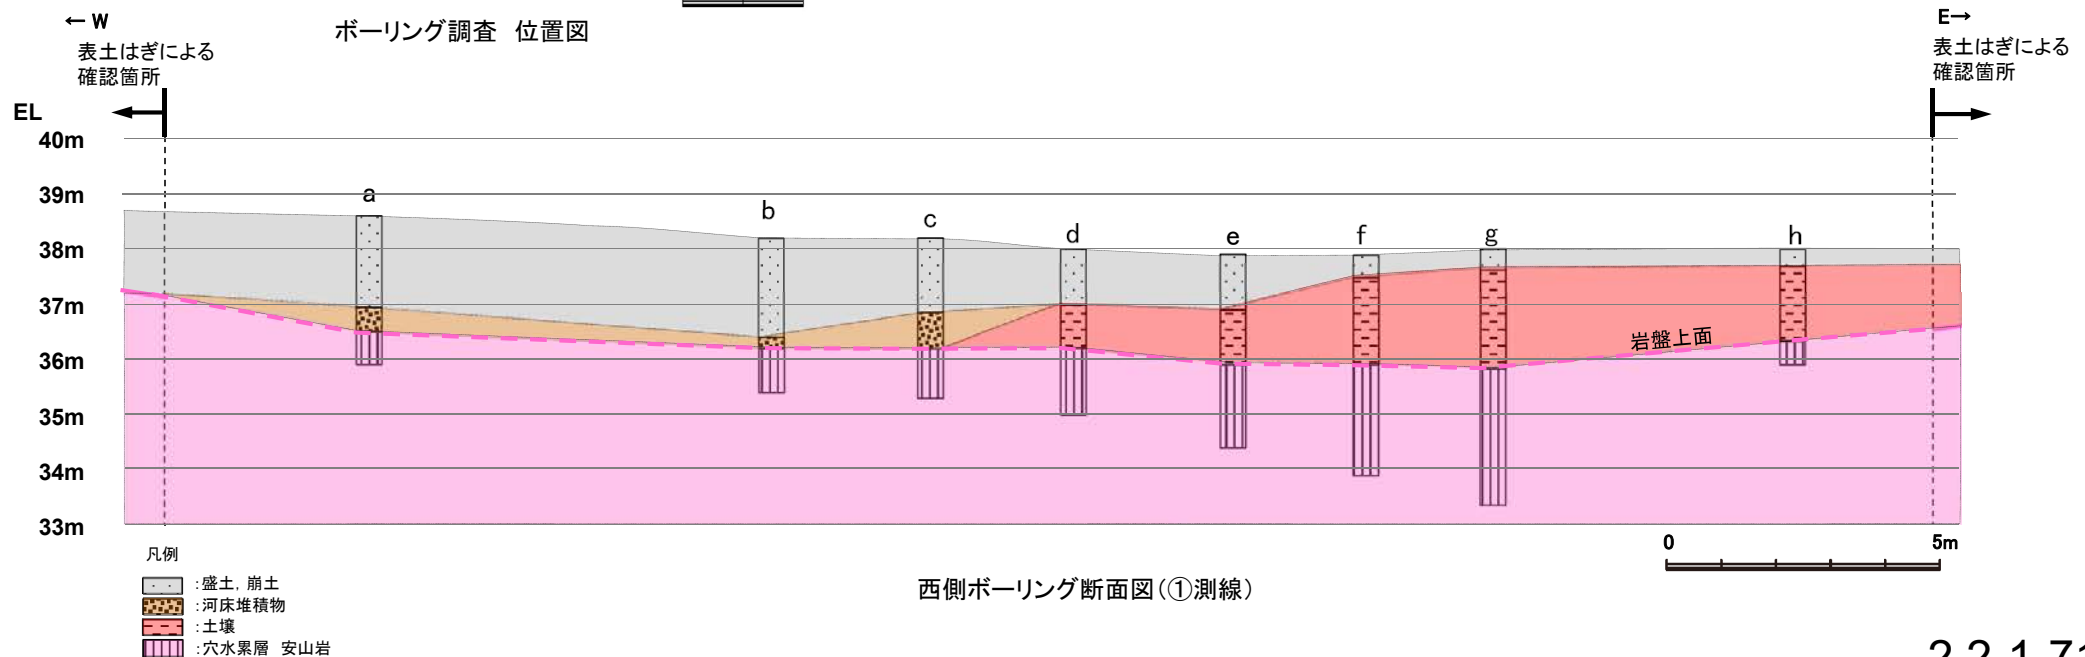 ← W
ボーリング調査 位置図
E→
表土はぎによる
確認箇所
表土はぎによる
確認箇所
EL
40m
39m
38m
37m
36m
35m
34m
33m
a
b
c
d
e
f
g
h
岩盤上面
0
5m
凡例
:盛土, 崩土
:河床堆積物
:土壌
:穴水累層 安山岩
西側ボーリング断面図(①測線)